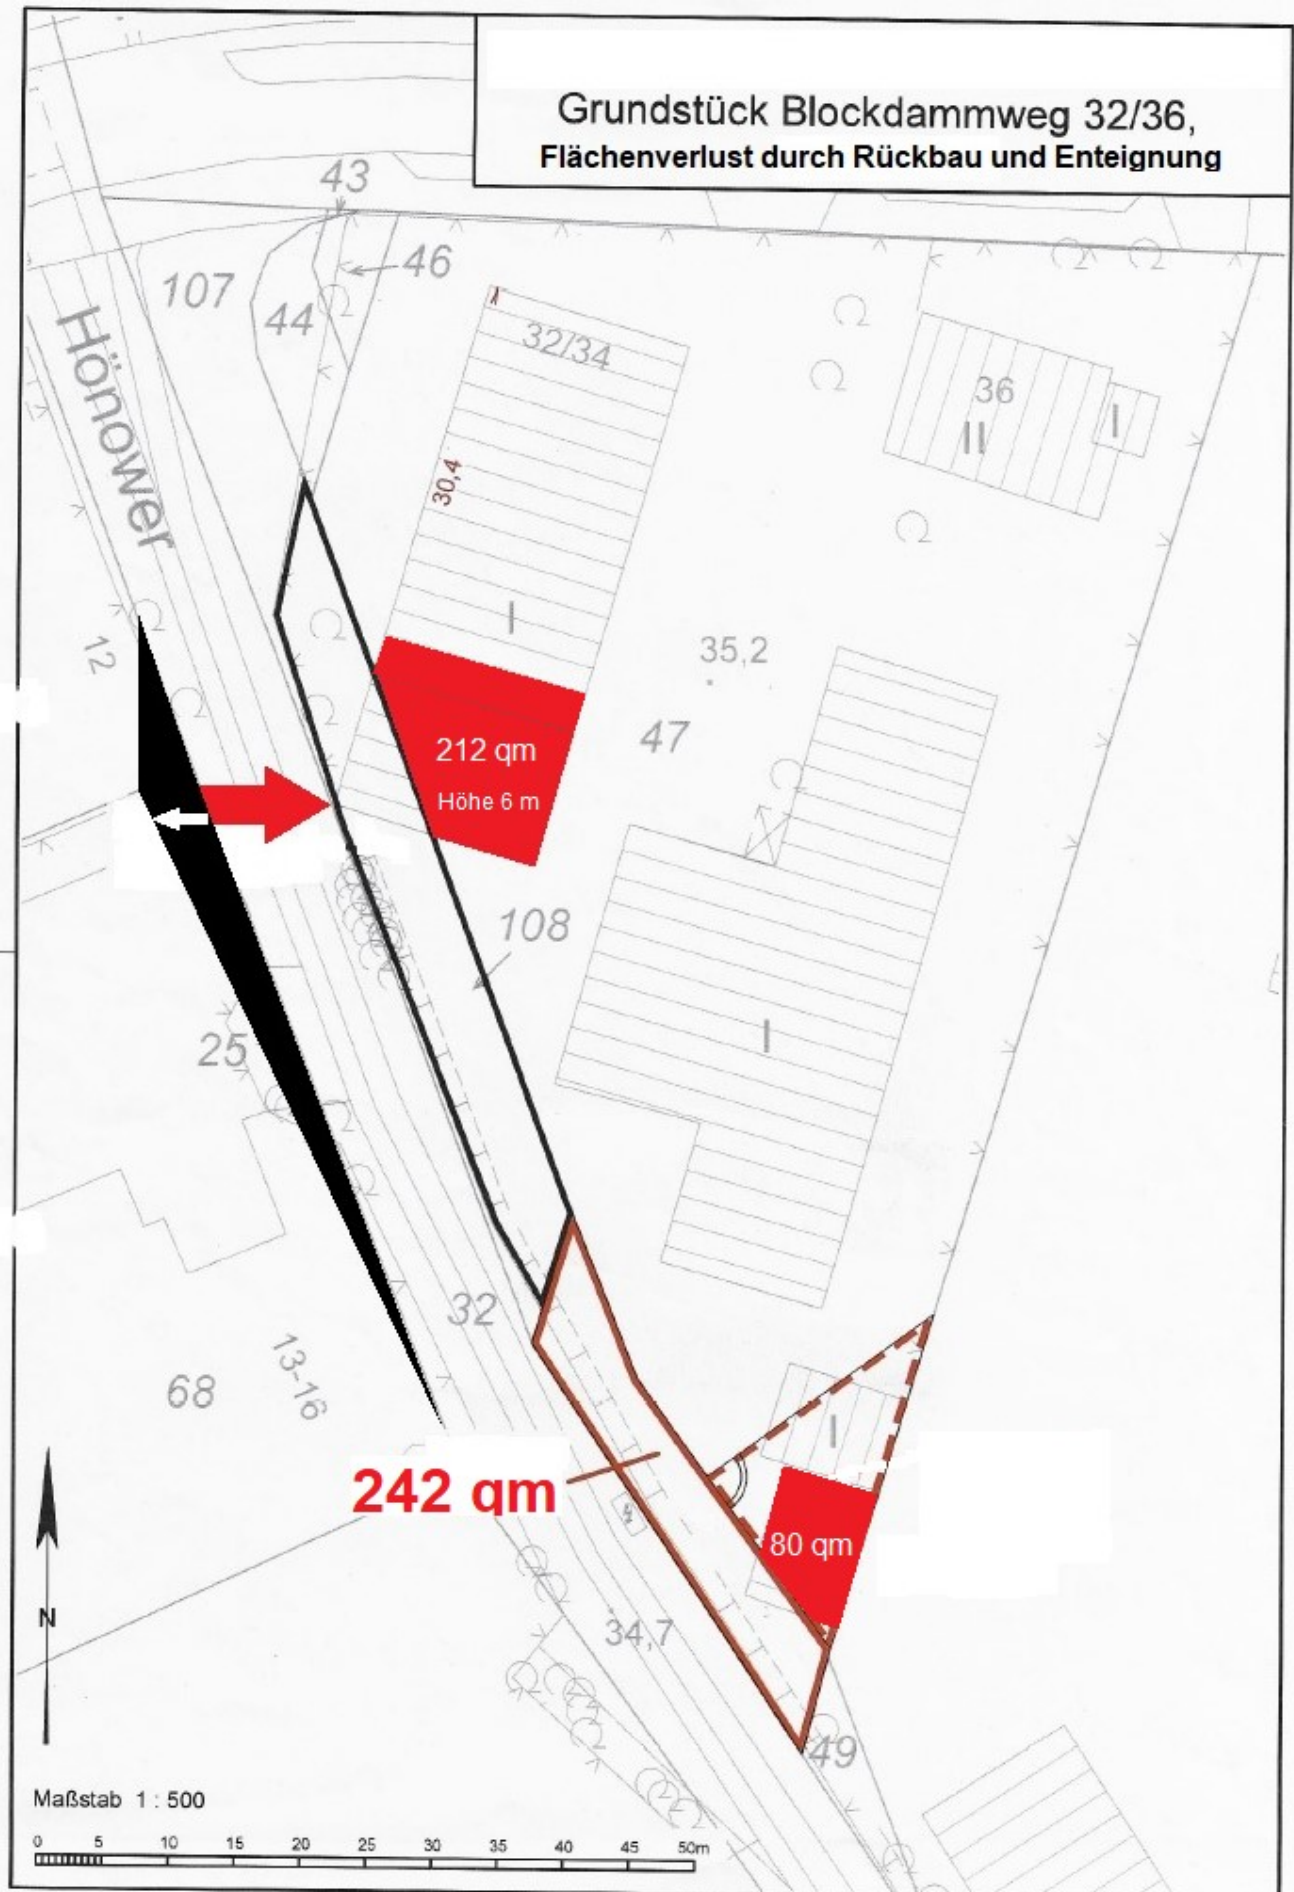 Grundstück Blockdammweg 32/36,
Flächenverlust durch Rückbau und Enteignung
43
46
107
44
32/34
Hönower
36
II
I
30,4
I
12
35,2
47
212 qm
Höhe 6 m
108
25
I
32
13-16
68
I
242 qm
80 qm
N
34,7
49
Maßstab 1 : 500
0 5 10 15 20 25 30 35 40 45 50m